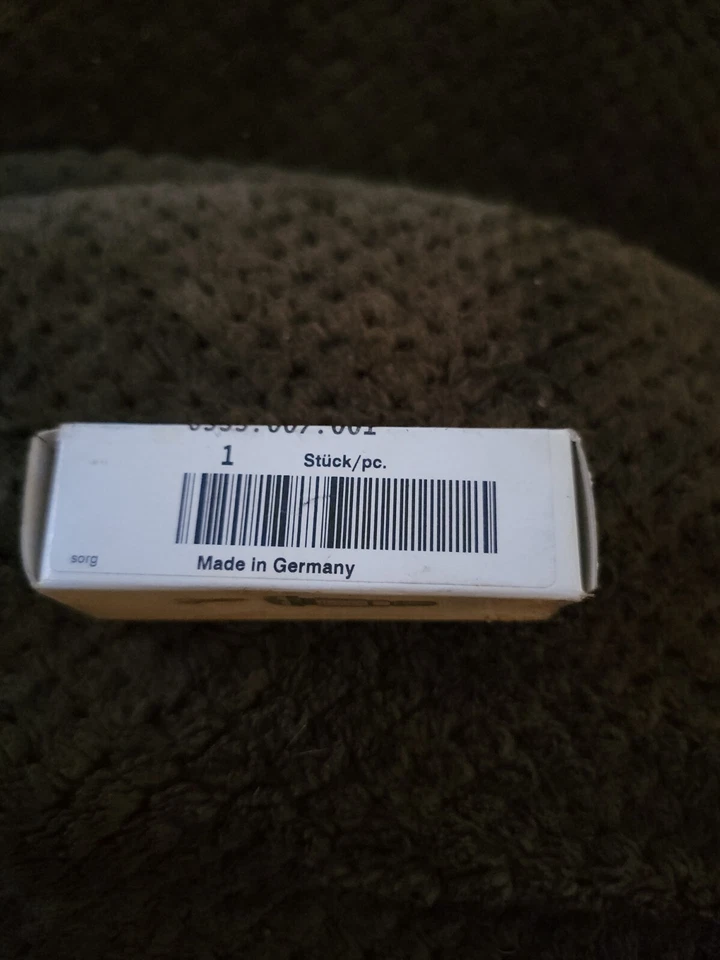 1 Stück/pc.
sorg
Made in Germany